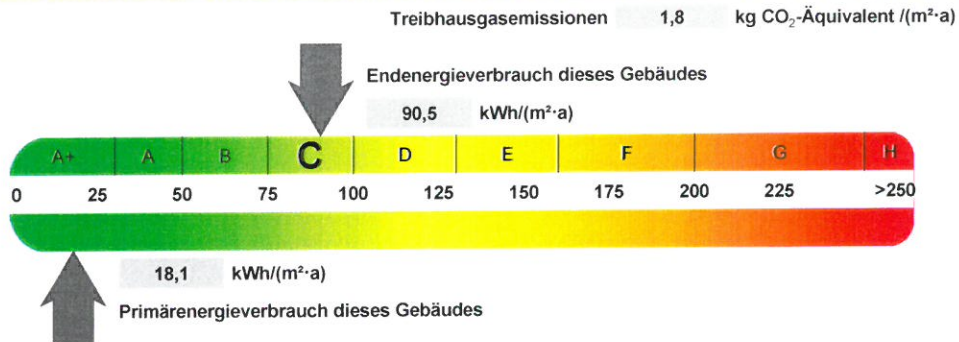 Treibhausgasemissionen 1,8 kg CO₂-Äquivalent /(m²·a)
Endenergieverbrauch dieses Gebäudes
90,5 kWh/(m²·a)
A+ A B C D E F G H
0 25 50 75 100 125 150 175 200 225 >250
18,1 kWh/(m²·a)
Primärenergieverbrauch dieses Gebäudes